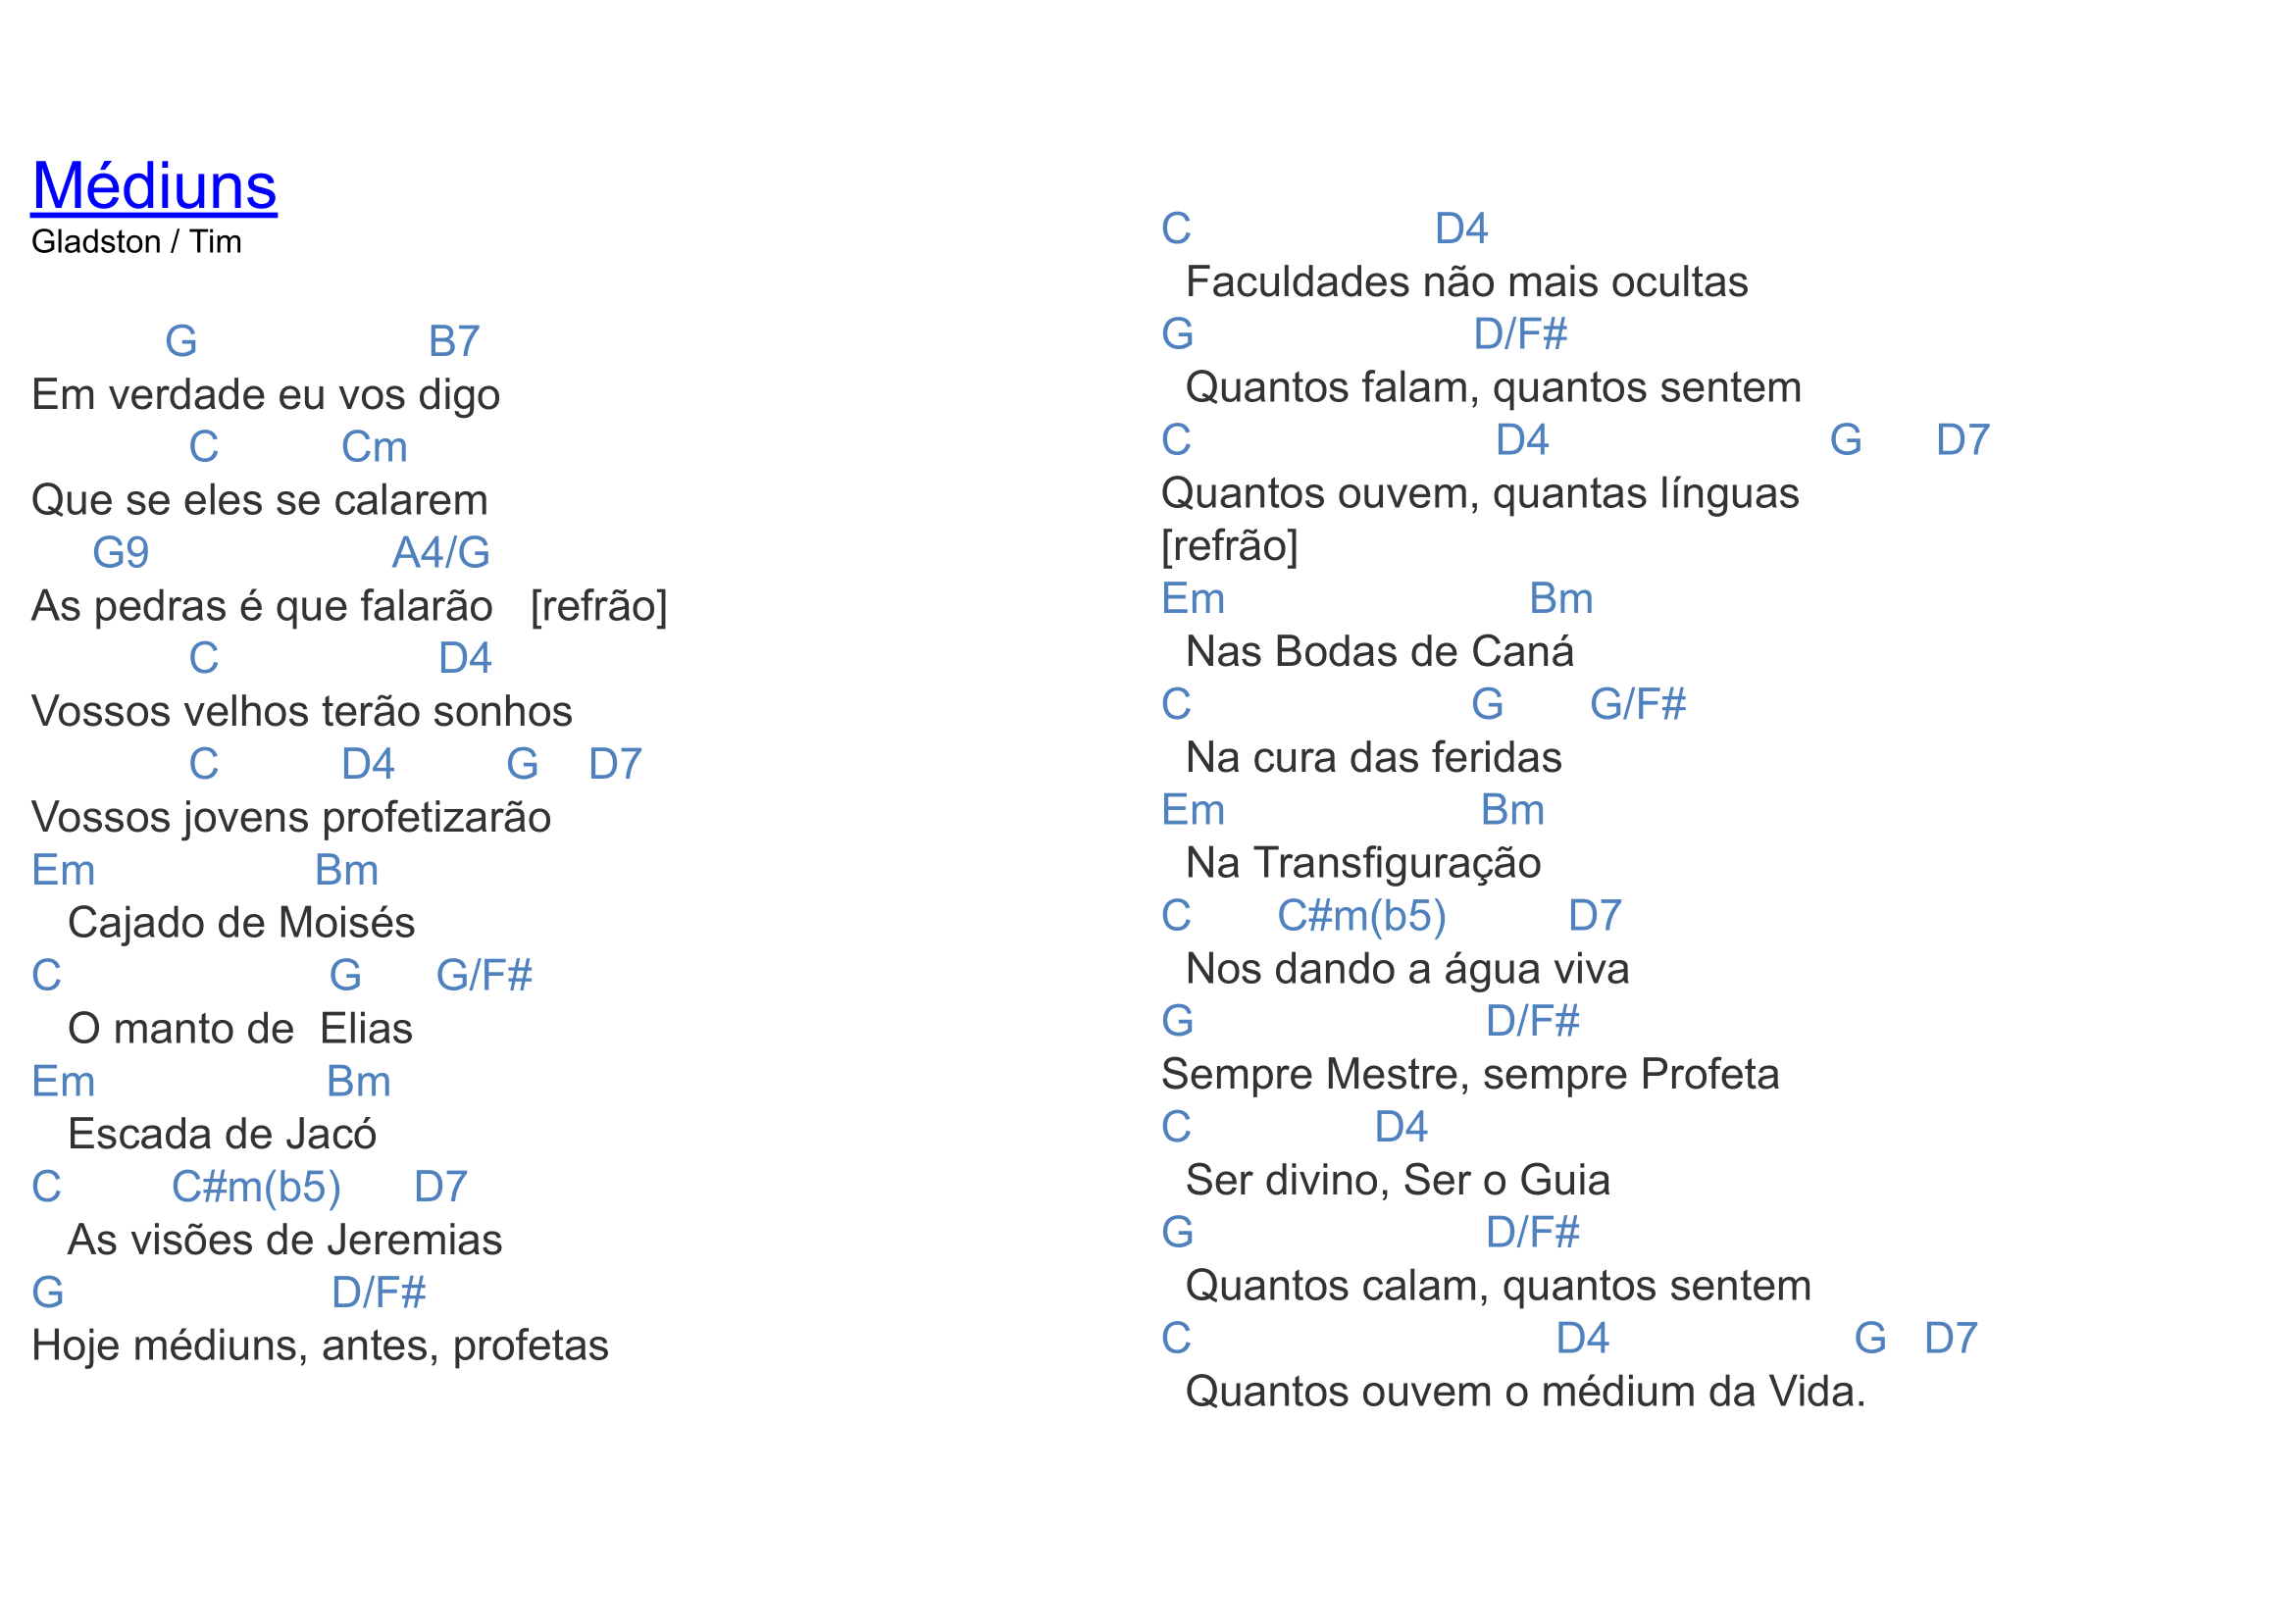 Médiuns
Gladston / Tim
G B7
Em verdade eu vos digo
C Cm
Que se eles se calarem
G9 A4/G
As pedras é que falarão [refrão]
C D4
Vossos velhos terão sonhos
C D4 G D7
Vossos jovens profetizarão
Em Bm
Cajado de Moisés
C G G/F#
O manto de Elias
Em Bm
Escada de Jacó
C C#m(b5) D7
As visões de Jeremias
G D/F#
Hoje médiuns, antes, profetas
C D4
Faculdades não mais ocultas
G D/F#
Quantos falam, quantos sentem
C D4 G D7
Quantos ouvem, quantas línguas
[refrão]
Em Bm
Nas Bodas de Caná
C G G/F#
Na cura das feridas
Em Bm
Na Transfiguração
C C#m(b5) D7
Nos dando a água viva
G D/F#
Sempre Mestre, sempre Profeta
C D4
Ser divino, Ser o Guia
G D/F#
Quantos calam, quantos sentem
C D4 G D7
Quantos ouvem o médium da Vida.